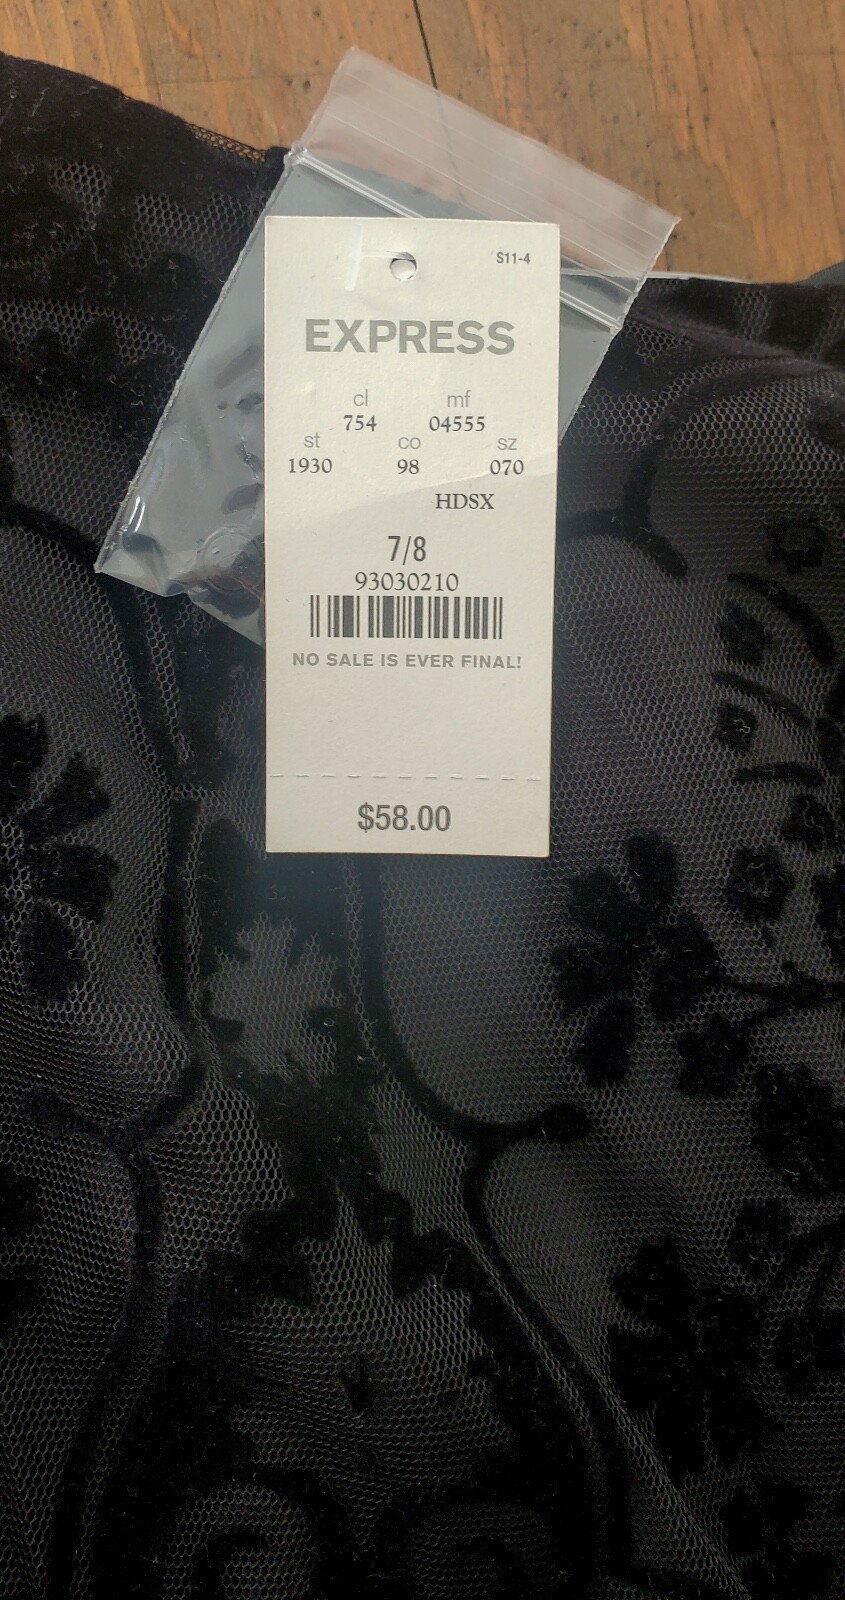 S11-4
EXPRESS
cl mf
754 04555
st co sz
1930 98 070
HDSX
7/8
93030210
NO SALE IS EVER FINAL!
$58.00